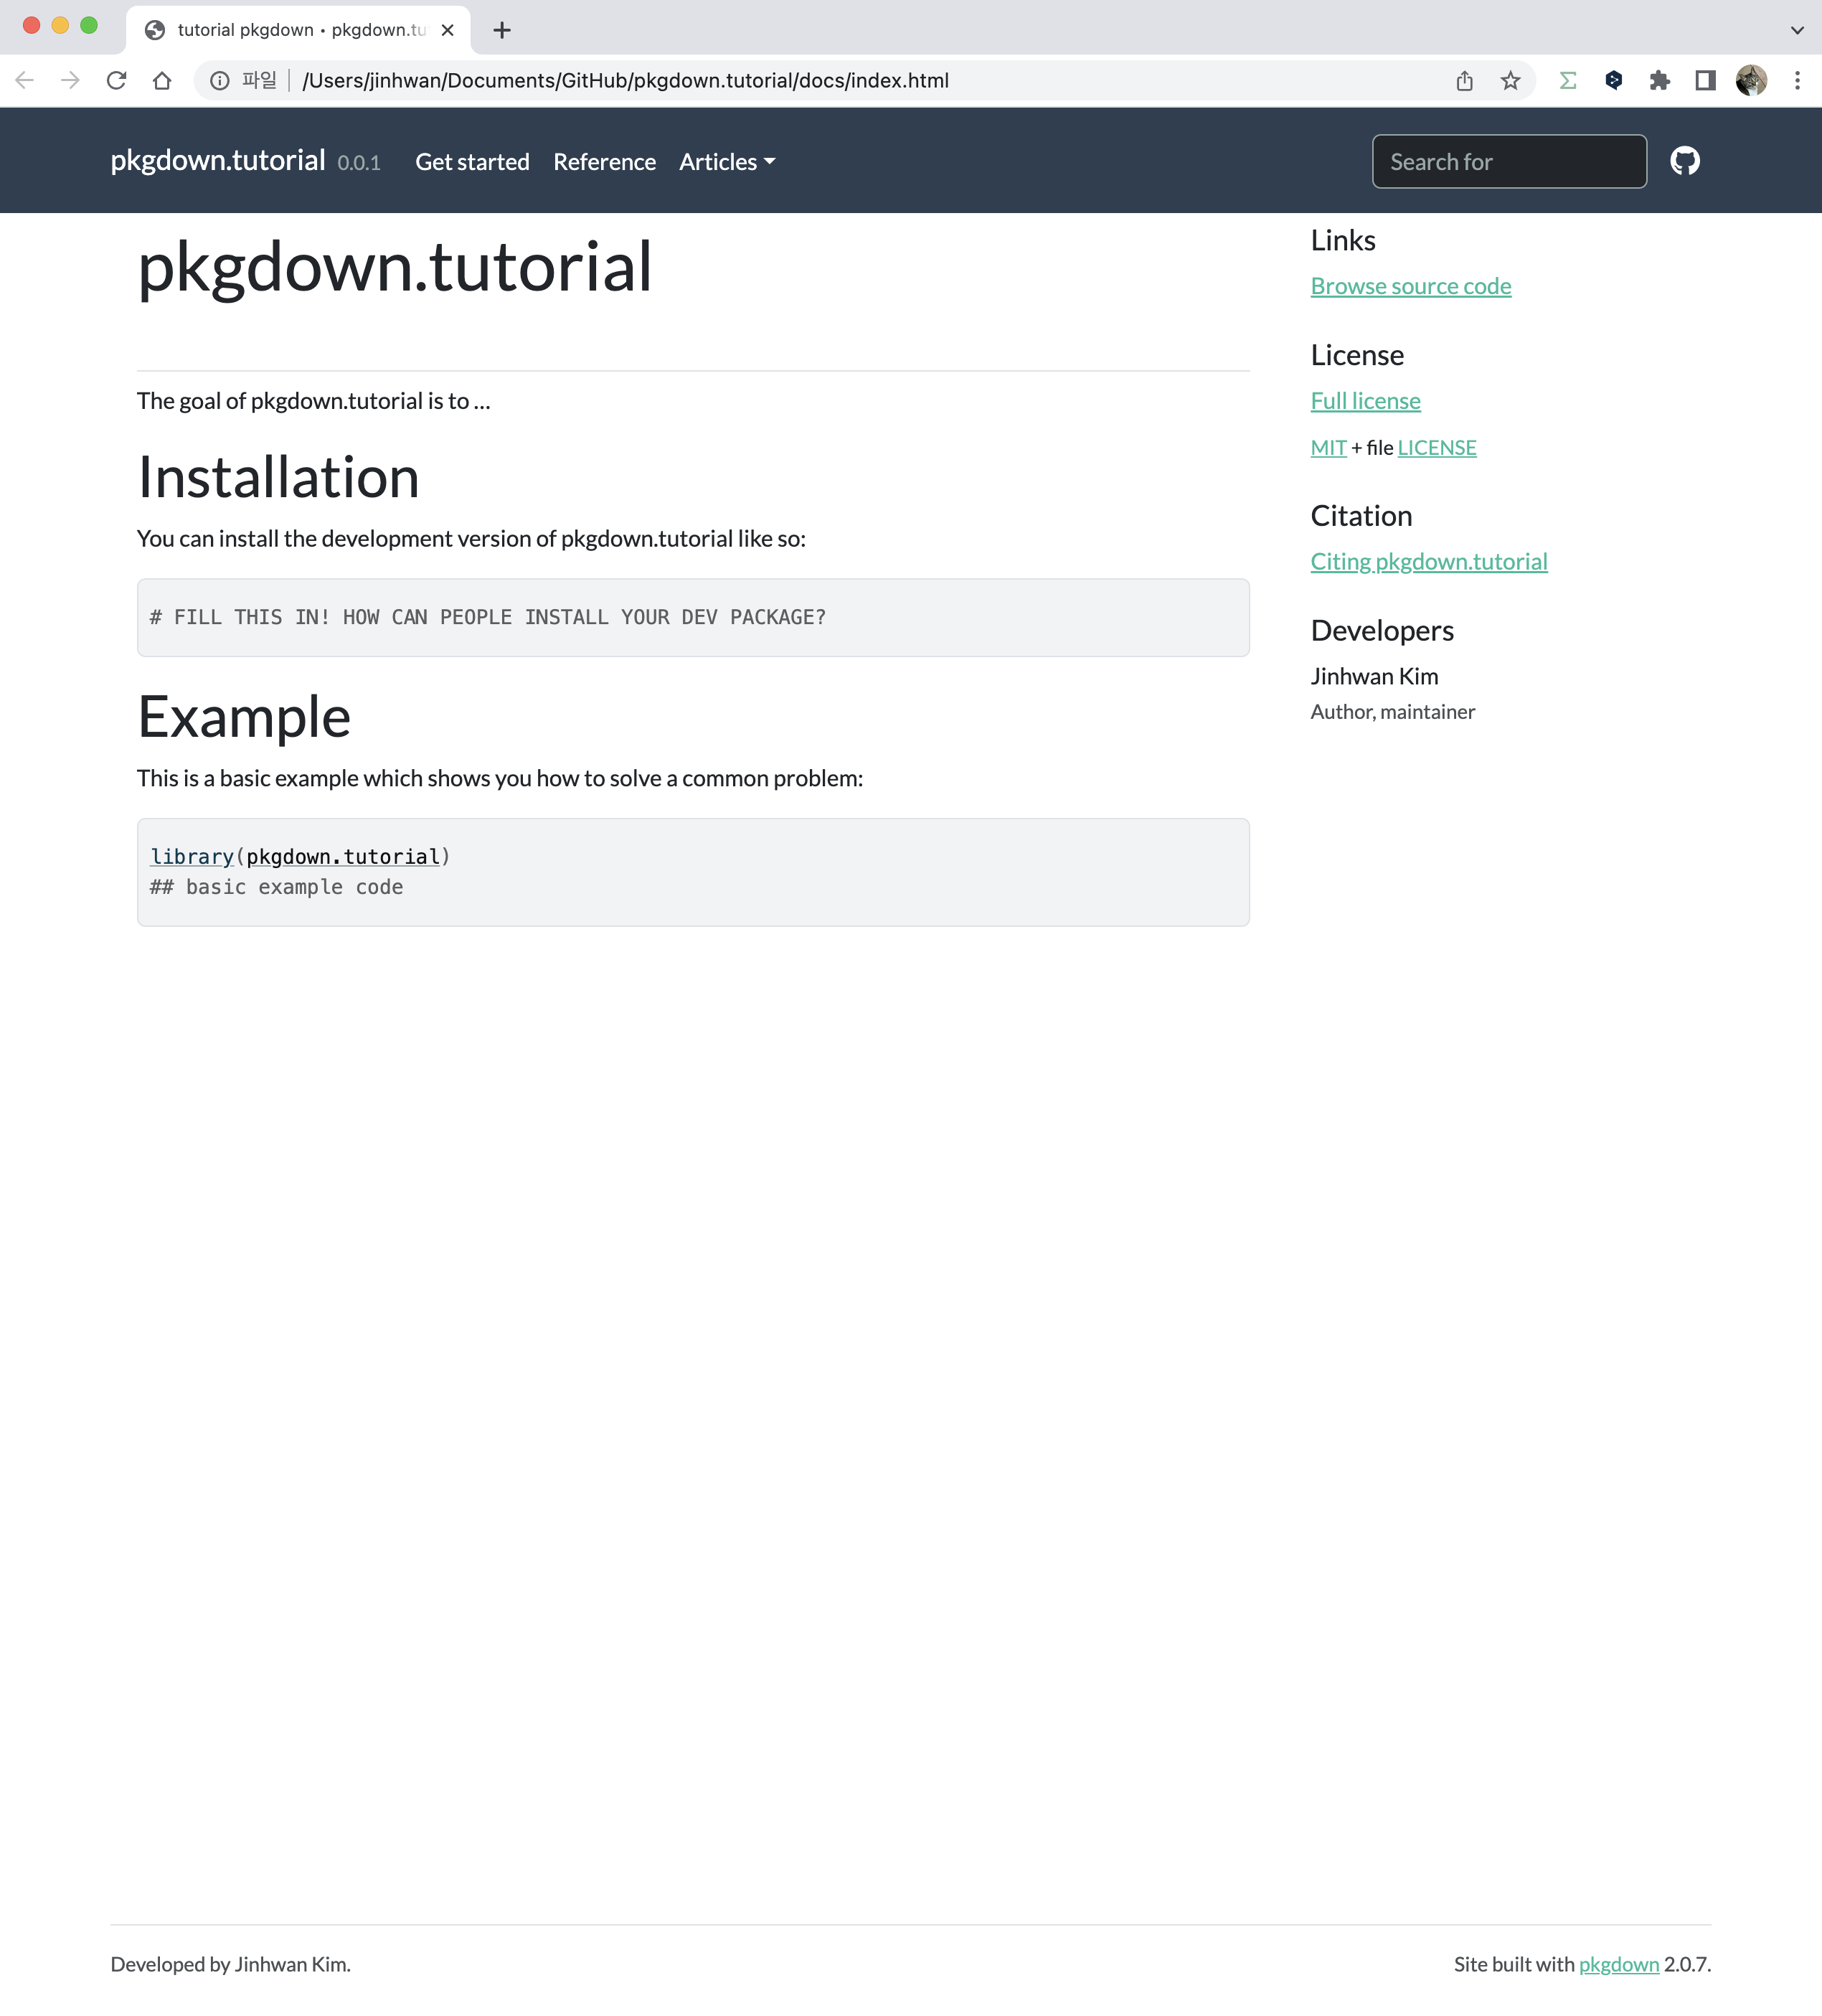 tutorial pkgdown • pkgdown.tu
파일 /Users/jinhwan/Documents/GitHub/pkgdown.tutorial/docs/index.html
pkgdown.tutorial 0.0.1 Get started Reference Articles Search for
pkgdown.tutorial
The goal of pkgdown.tutorial is to …
Installation
You can install the development version of pkgdown.tutorial like so:
# FILL THIS IN! HOW CAN PEOPLE INSTALL YOUR DEV PACKAGE?
Example
This is a basic example which shows you how to solve a common problem:
library(pkgdown.tutorial)
## basic example code
Links
Browse source code
License
Full license
MIT + file LICENSE
Citation
Citing pkgdown.tutorial
Developers
Jinhwan Kim
Author, maintainer
Developed by Jinhwan Kim.
Site built with pkgdown 2.0.7.